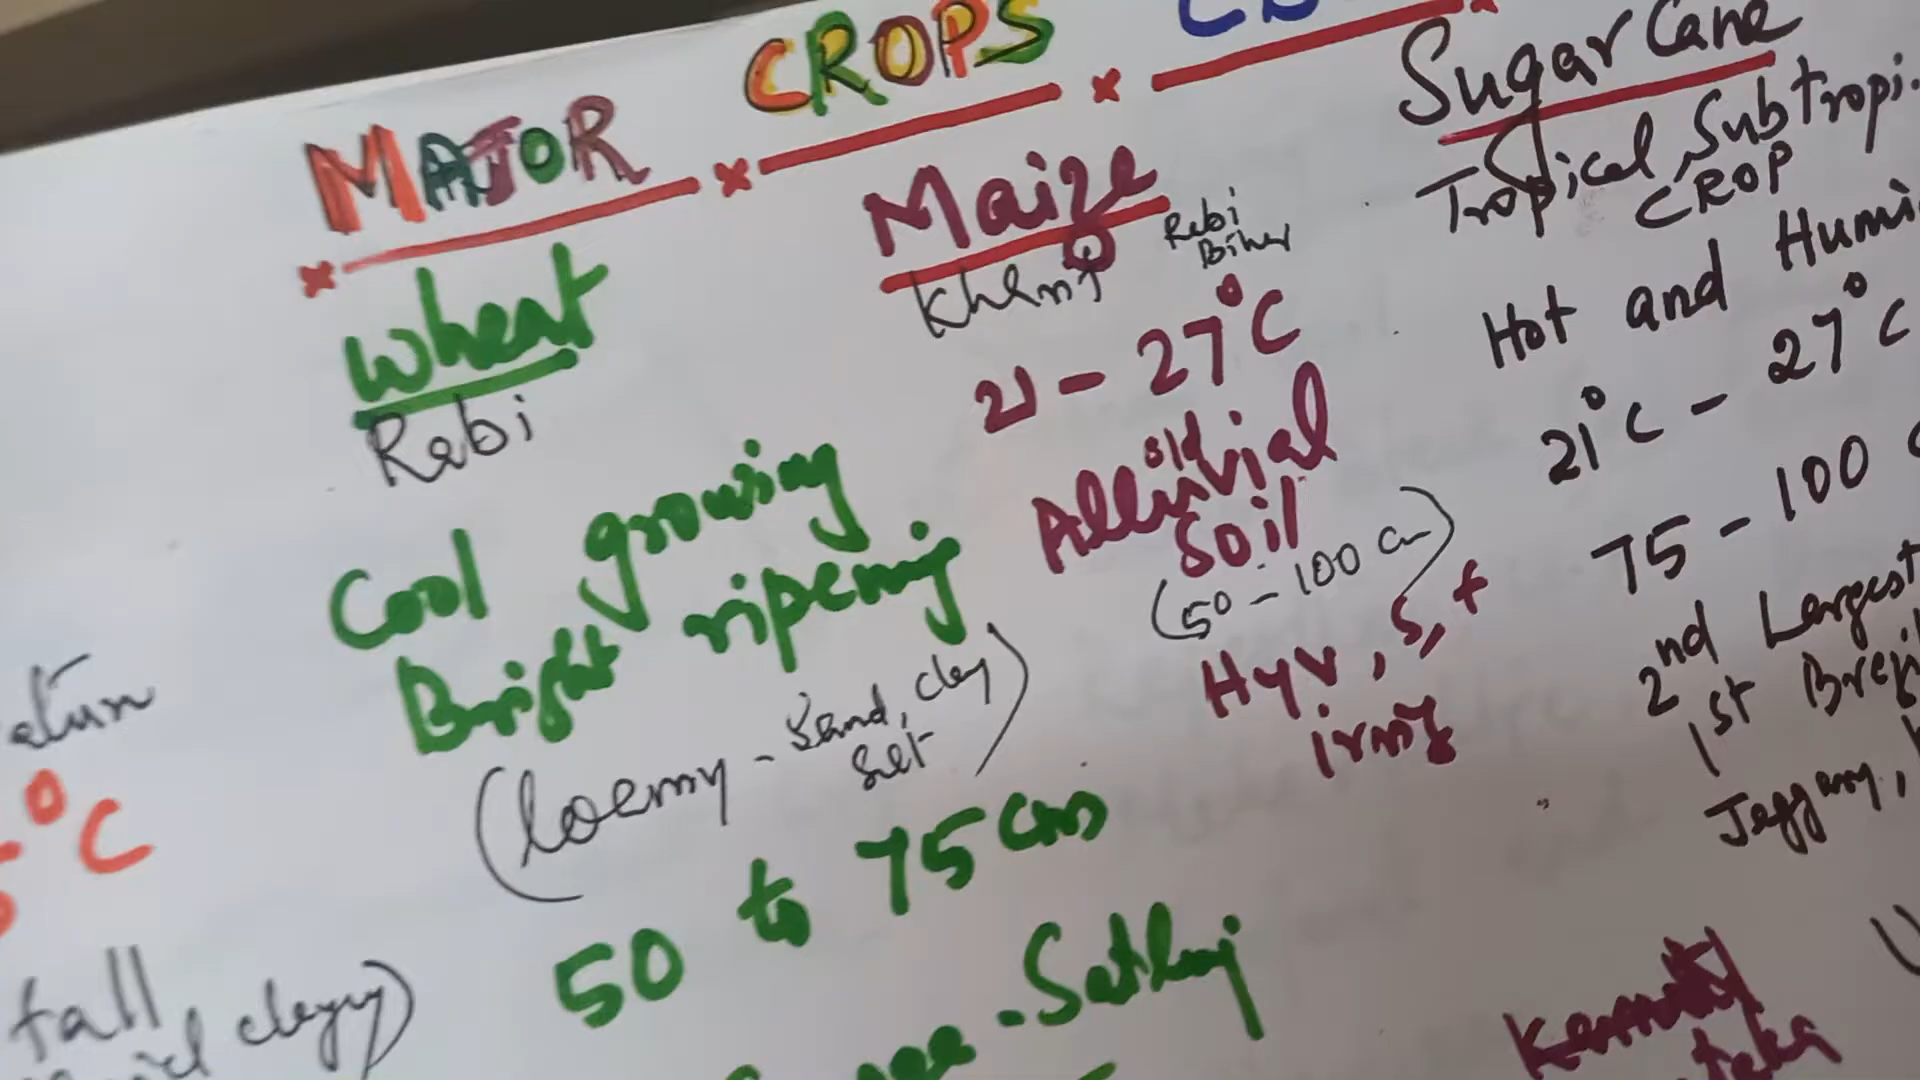 MAJOR CROPS
Wheat
Rabi
Cool growing
Bright ripening
(loamy - Sand, clay
silt)
50 to 75 cms
- Satluj
Maize
Kharif
Rabi
Bihar
21 - 27°C
old
Alluvial
Soil
(50 - 100 cm)
Hyv, S, f
irrig
Sugar Cane
Tropical, Subtropi
CROP
Hot and Humi
21°C - 27°C
75 - 100 c
2nd Largest
1st Brazil
Jaggary,
°C
fall
clayey)